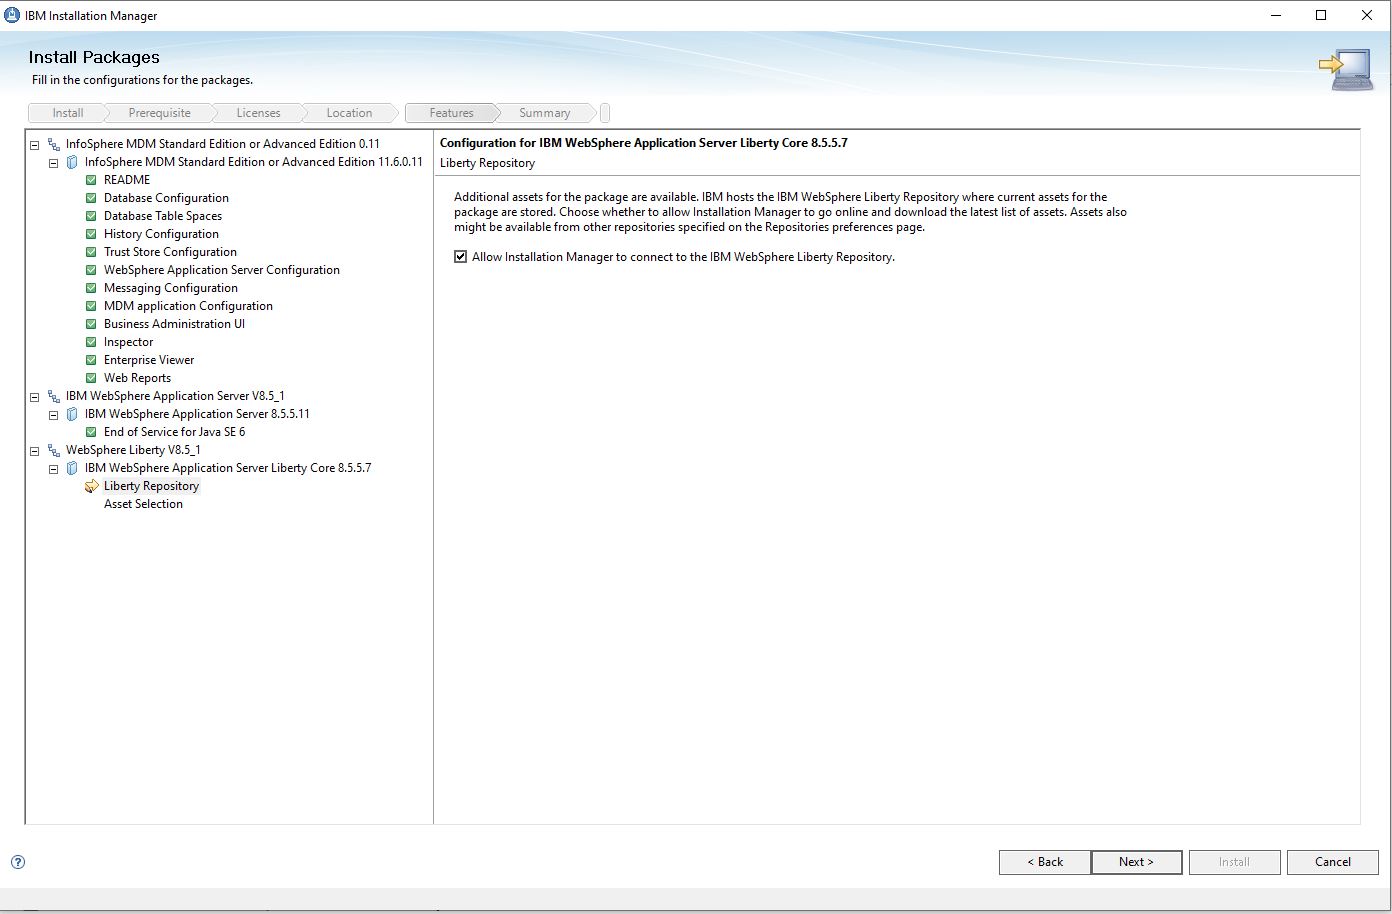 IBM Installation Manager
Install Packages
Fill in the configurations for the packages.
Install Prerequisite Licenses Location Features Summary
InfoSphere MDM Standard Edition or Advanced Edition 0.11
InfoSphere MDM Standard Edition or Advanced Edition 11.6.0.11
README
Database Configuration
Database Table Spaces
History Configuration
Trust Store Configuration
WebSphere Application Server Configuration
Messaging Configuration
MDM application Configuration
Business Administration UI
Inspector
Enterprise Viewer
Web Reports
IBM WebSphere Application Server V8.5_1
IBM WebSphere Application Server 8.5.5.11
End of Service for Java SE 6
WebSphere Liberty V8.5_1
IBM WebSphere Application Server Liberty Core 8.5.5.7
Liberty Repository
Asset Selection
Configuration for IBM WebSphere Application Server Liberty Core 8.5.5.7
Liberty Repository
Additional assets for the package are available. IBM hosts the IBM WebSphere Liberty Repository where current assets for the
package are stored. Choose whether to allow Installation Manager to go online and download the latest list of assets. Assets also
might be available from other repositories specified on the Repositories preferences page.
Allow Installation Manager to connect to the IBM WebSphere Liberty Repository.
? < Back Next > Install Cancel